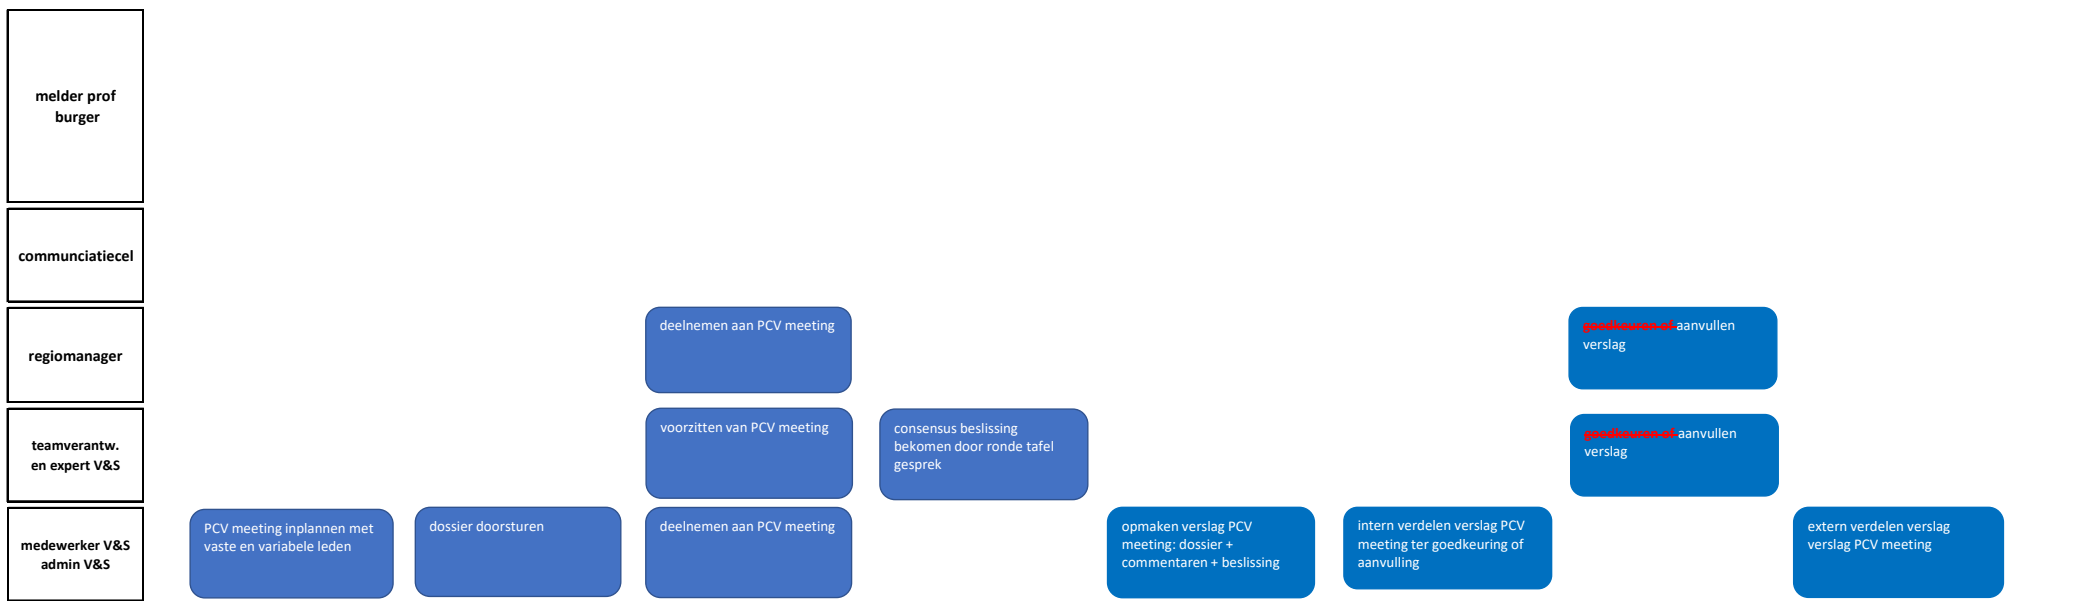 melder prof
burger
communciatiecel
regiomanager
deelnemen aan PCV meeting
goedkeuren of aanvullen
verslag
teamverantw.
en expert V&S
voorzitten van PCV meeting
consensus beslissing
bekomen door ronde tafel
gesprek
goedkeuren of aanvullen
verslag
medewerker V&S
admin V&S
PCV meeting inplannen met
vaste en variabele leden
dossier doorsturen
deelnemen aan PCV meeting
opmaken verslag PCV
meeting: dossier +
commentaren + beslissing
intern verdelen verslag PCV
meeting ter goedkeuring of
aanvulling
extern verdelen verslag
verslag PCV meeting